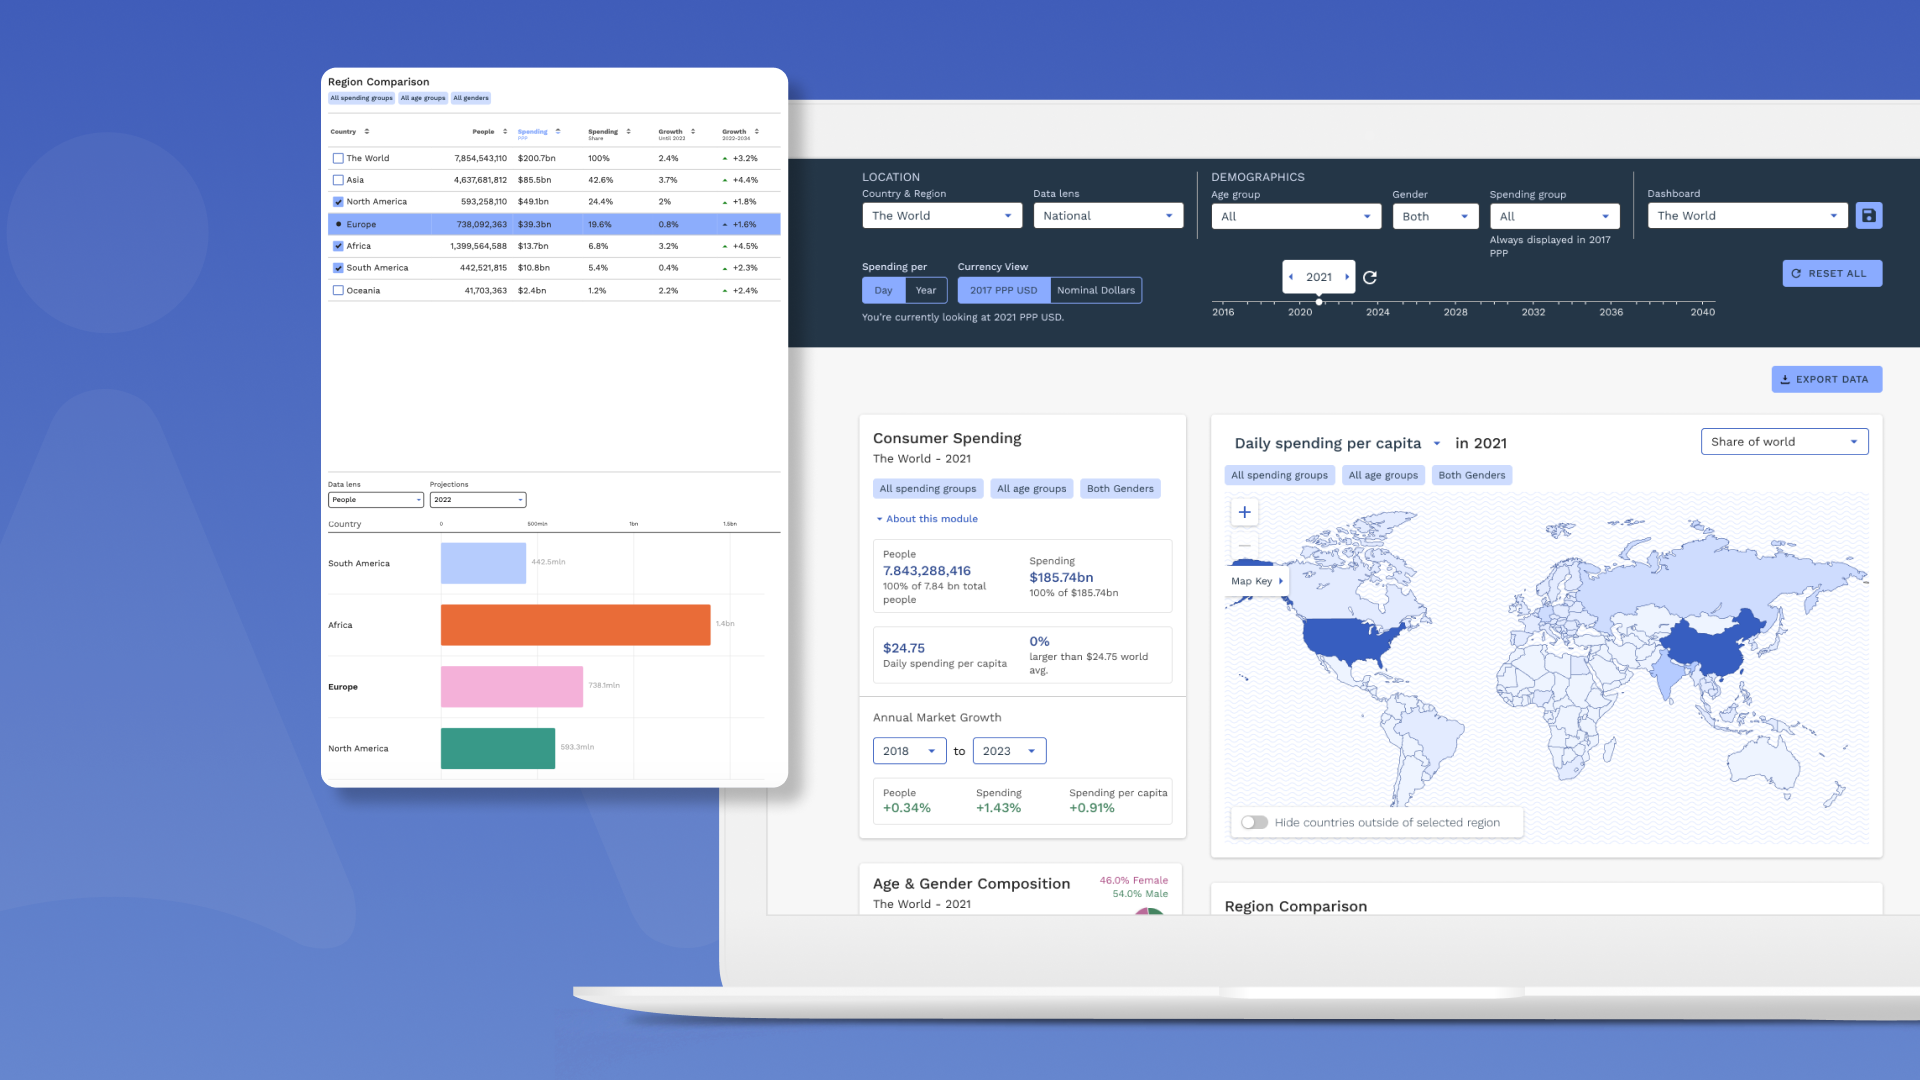 Region Comparison
All spending groups All age groups All genders
Country People Spending Spending Growth Growth
Share Until 2022 2022-2034
The World 7,854,543,110 $200.7bn 100% 2.4% +3.2%
Asia 4,637,681,812 $85.5bn 42.6% 3.7% +4.4%
North America 593,258,110 $49.1bn 24.4% 2% +1.8%
Europe 738,092,363 $39.3bn 19.6% 0.8% +1.6%
Africa 1,399,564,588 $13.7bn 6.8% 3.2% +4.5%
South America 442,521,815 $10.8bn 5.4% 0.4% +2.3%
Oceania 41,703,363 $2.4bn 1.2% 2.2% +2.4%
Data lens Projections
People 2022
Country 0 500mln 1bn 1.5bn
South America 442.5mln
Africa 1.4bn
Europe 738.1mln
North America 593.3mln
LOCATION
Country & Region Data lens
The World National
Spending per Currency View
Day Year 2017 PPP USD Nominal Dollars
You're currently looking at 2021 PPP USD.
DEMOGRAPHICS
Age group Gender Spending group
All Both All
Always displayed in 2017
PPP
2021
2016 2020 2024 2028 2032 2036 2040
Dashboard
The World
RESET ALL
EXPORT DATA
Consumer Spending
The World - 2021
All spending groups All age groups Both Genders
About this module
People
7.843,288,416
100% of 7.84 bn total
people
Spending
$185.74bn
100% of $185.74bn
$24.75
Daily spending per capita
0%
larger than $24.75 world
avg.
Annual Market Growth
2018 to 2023
People Spending Spending per capita
+0.34% +1.43% +0.91%
Age & Gender Composition
The World - 2021
46.0% Female
54.0% Male
Daily spending per capita in 2021
Share of world
All spending groups All age groups Both Genders
+
Map Key
Hide countries outside of selected region
Region Comparison